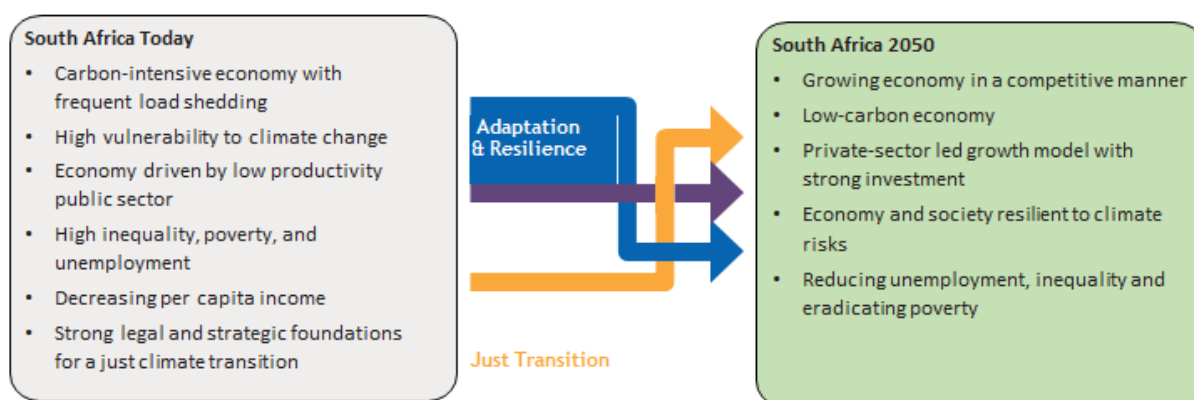 South Africa Today
• Carbon-intensive economy with
frequent load shedding
• High vulnerability to climate change
• Economy driven by low productivity
public sector
• High inequality, poverty, and
unemployment
• Decreasing per capita income
• Strong legal and strategic foundations
for a just climate transition
Adaptation
& Resilience
Just Transition
South Africa 2050
• Growing economy in a competitive manner
• Low-carbon economy
• Private-sector led growth model with
strong investment
• Economy and society resilient to climate
risks
• Reducing unemployment, inequality and
eradicating poverty